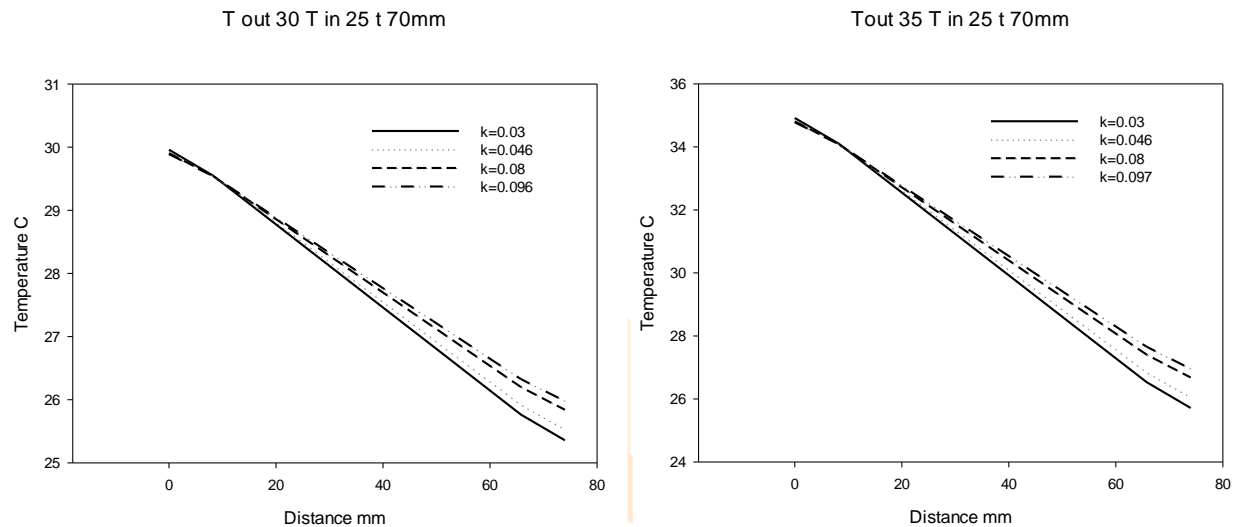 T out 30 T in 25 t 70mm
Temperature C
31
30
29
28
27
26
25
k=0.03
k=0.046
k=0.08
k=0.096
0
20
40
60
80
Distance mm
Tout 35 T in 25 t 70mm
Temperature C
36
34
32
30
28
26
24
k=0.03
k=0.046
k=0.08
k=0.097
0
20
40
60
80
Distance mm